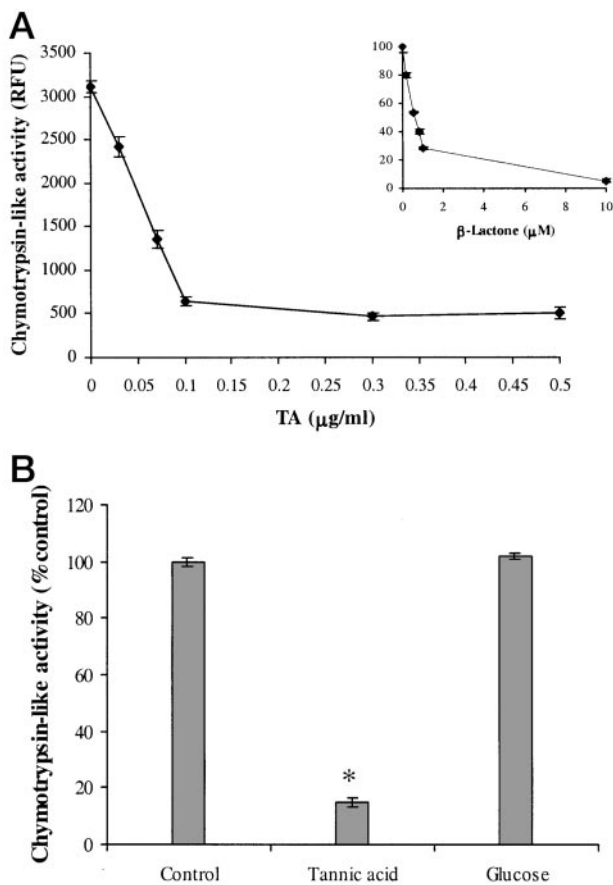 A
Chymotrypsin-like activity (RFU)
3500
3000
2500
2000
1500
1000
500
0
0 0.05 0.1 0.15 0.2 0.25 0.3 0.35 0.4 0.45 0.5
TA (μg/ml)
100
80
60
40
20
0
0 2 4 6 8 10
β-Lactone (μM)
B
Chymotrypsin-like activity (% control)
120
100
80
60
40
20
0
*
Control Tannic acid Glucose